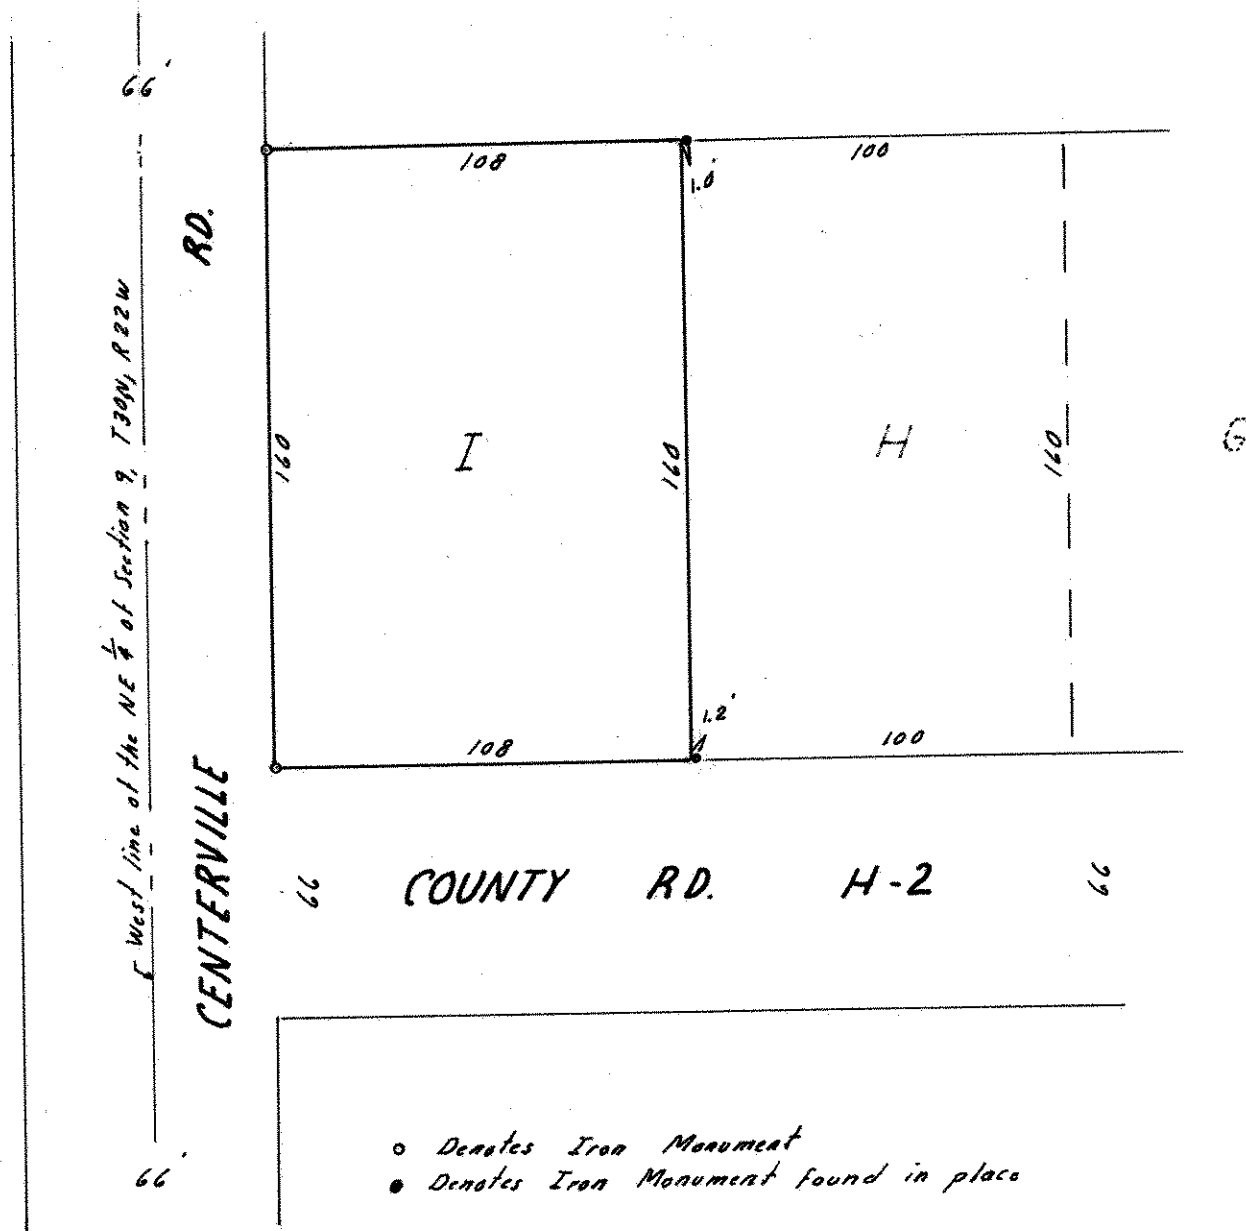 66'
108
100
1.0'
RD.
West line of the NE 1/4 of Section 9, T30N, R22W
160
I
160
H
160
G
1.2'
108
100
CENTERVILLE
66
COUNTY RD. H-2
66
Denotes Iron Monument
Denotes Iron Monument found in place
66'